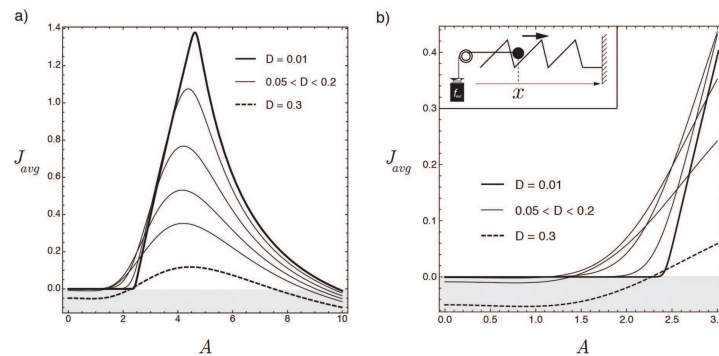 a)
1.4
1.2
1.0
0.8
0.6
0.4
0.2
0.0
J avg
D = 0.01
0.05 < D < 0.2
D = 0.3
0 2 4 6 8 10
A
b)
0.4
0.3
0.2
0.1
0.0
J avg
x
D = 0.01
0.05 < D < 0.2
D = 0.3
0.0 0.5 1.0 1.5 2.0 2.5 3.
A